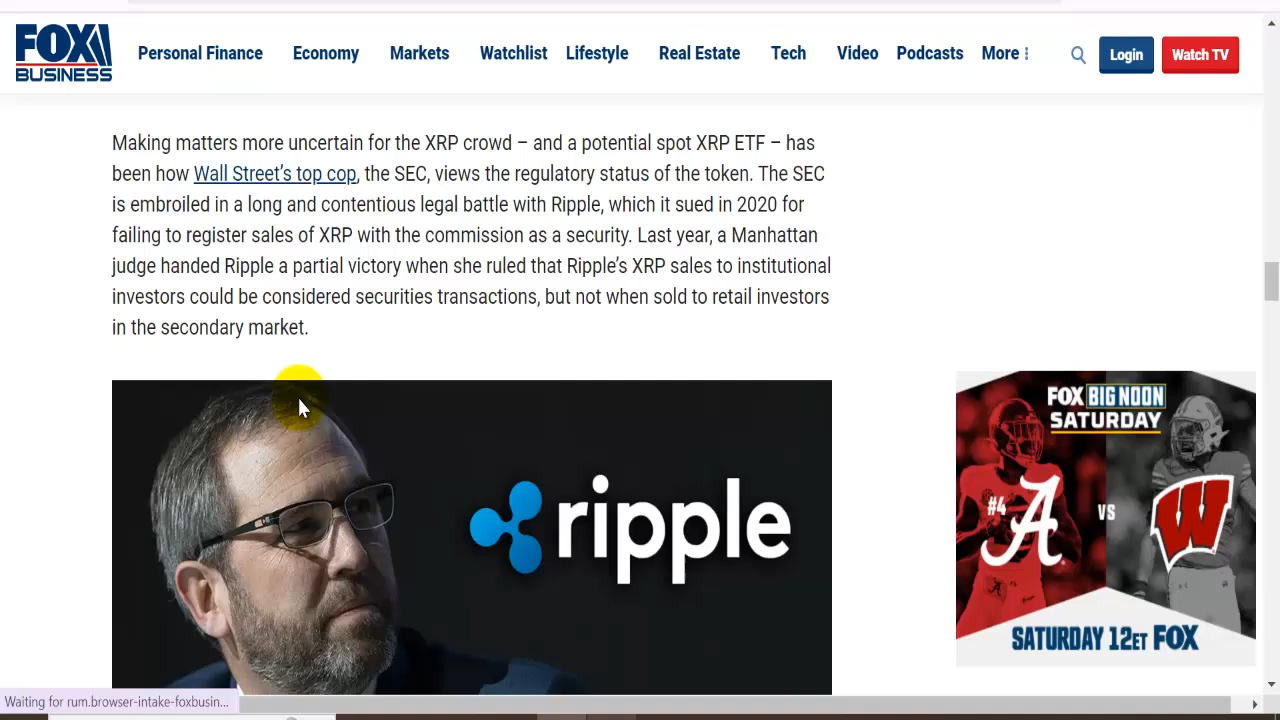 FOX
BUSINESS
Personal Finance Economy Markets Watchlist Lifestyle Real Estate Tech Video Podcasts More Login Watch TV
Making matters more uncertain for the XRP crowd – and a potential spot XRP ETF – has
been how Wall Street's top cop, the SEC, views the regulatory status of the token. The SEC
is embroiled in a long and contentious legal battle with Ripple, which it sued in 2020 for
failing to register sales of XRP with the commission as a security. Last year, a Manhattan
judge handed Ripple a partial victory when she ruled that Ripple's XRP sales to institutional
investors could be considered securities transactions, but not when sold to retail investors
in the secondary market.
ripple
FOX BIG NOON
SATURDAY
#4 A VS W
SATURDAY 12ET FOX
Waiting for rum.browser-intake-foxbusin...